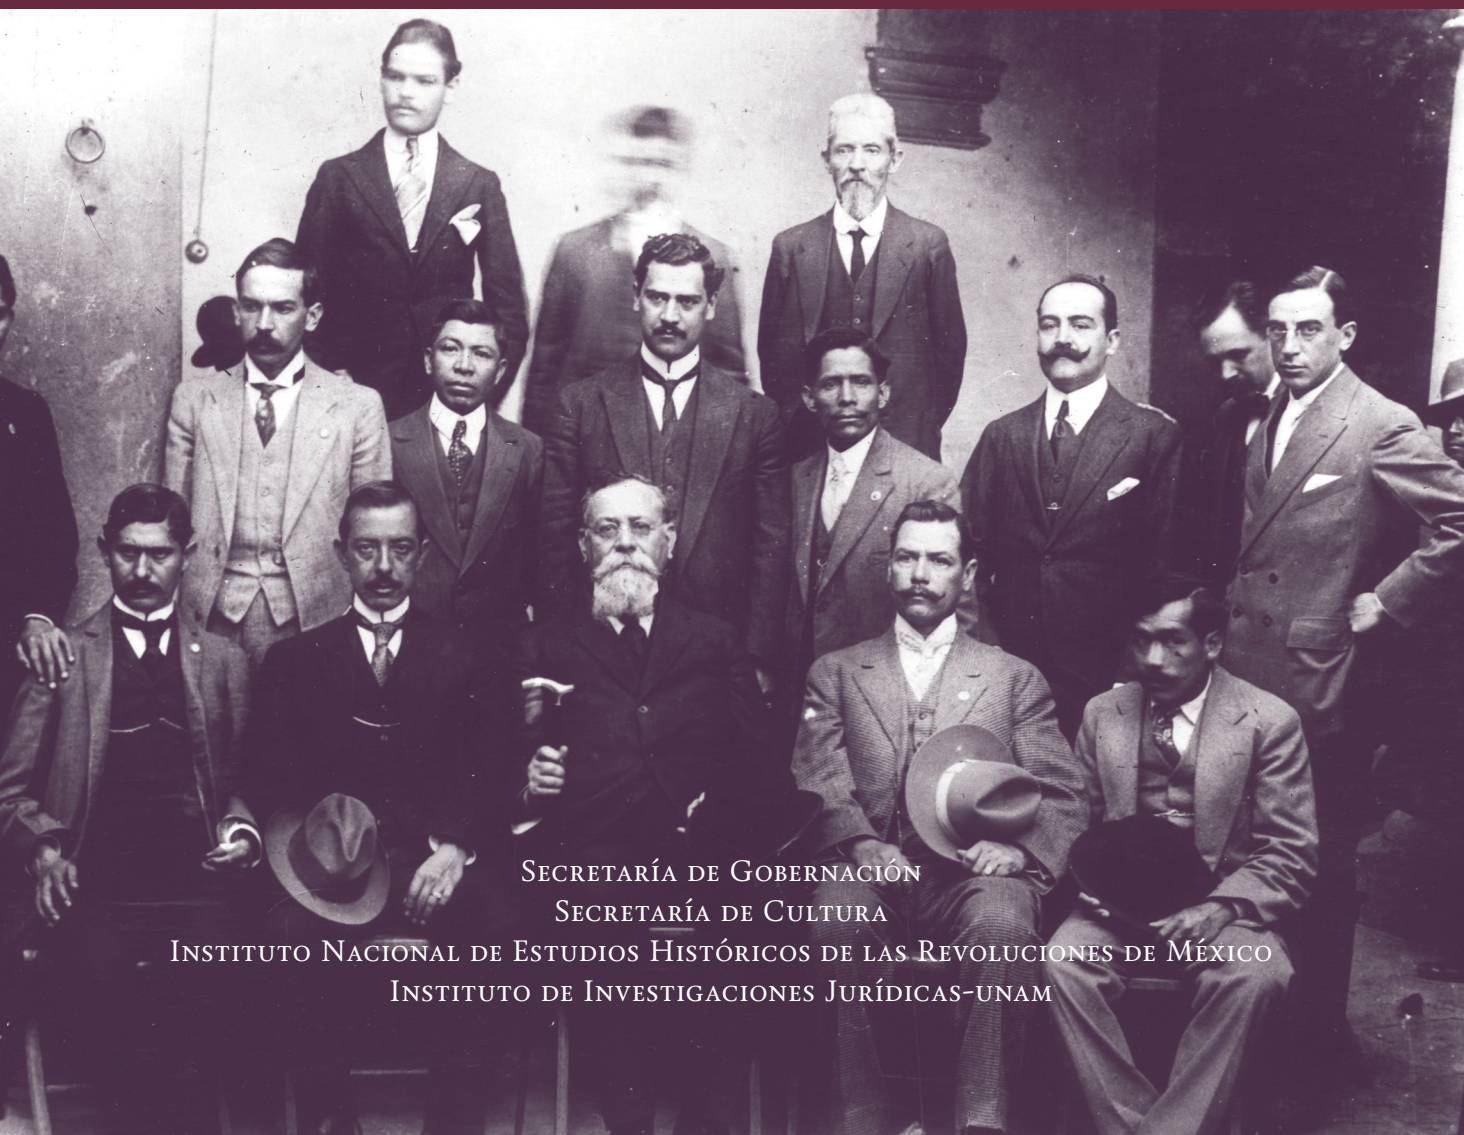 Secretaría de Gobernación
Secretaría de Cultura
Instituto Nacional de Estudios Históricos de las Revoluciones de México
Instituto de Investigaciones Jurídicas-unam